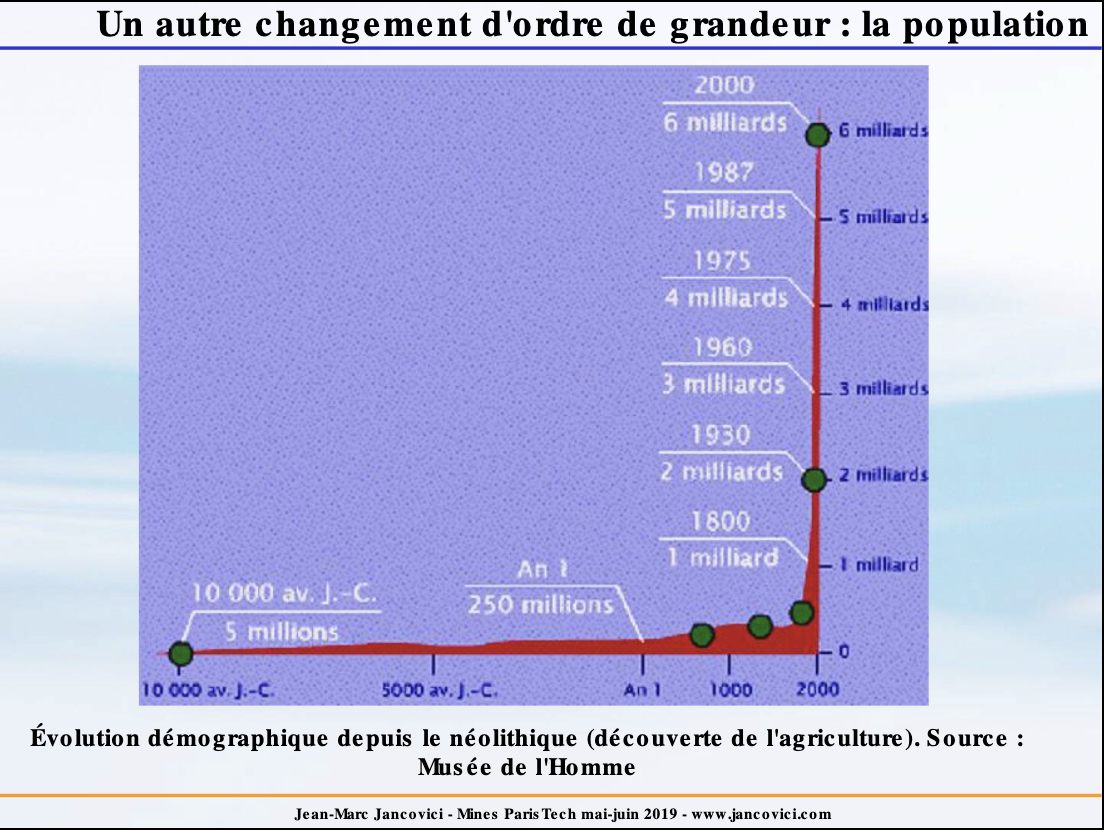 Un autre changement d'ordre de grandeur : la population
2000
6 milliards
6 milliards
1987
5 milliards
5 milliards
1975
4 milliards
4 milliards
1960
3 milliards
3 milliards
1930
2 milliards
2 milliards
1800
1 milliard
1 milliard
An 1
250 millions
10 000 av. J.-C.
5 millions
0
10 000 av. J.-C.
5000 av. J.-C.
An 1
1000
2000
Évolution démographique depuis le néolithique (découverte de l'agriculture). Source :
Musée de l'Homme
Jean-Marc Jancovici - Mines ParisTech mai-juin 2019 - www.jancovici.com